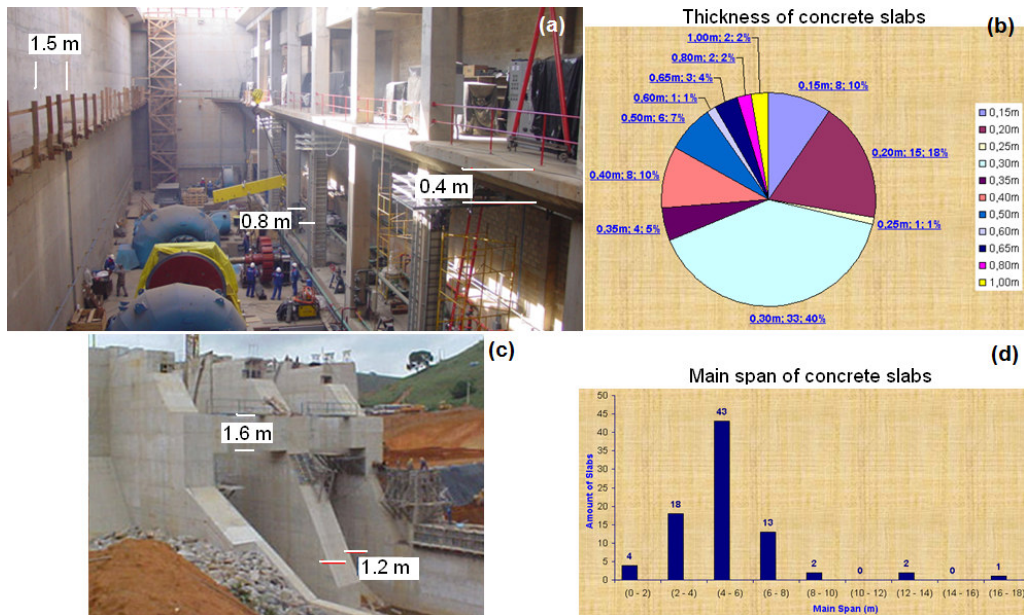 (a)
1.5 m
0.4 m
0.8 m
Thickness of concrete slabs
(b)
1,00m; 2; 2%
0,80m; 2; 2%
0,65m; 3; 4%
0,60m; 1; 1%
0,50m; 6; 7%
0,40m; 8; 10%
0,35m; 4; 5%
0,30m; 33; 40%
0,15m; 8; 10%
0,20m; 15; 18%
0,25m; 1; 1%
0,15m
0,20m
0,25m
0,30m
0,35m
0,40m
0,50m
0,60m
0,65m
0,80m
1,00m
(c)
1.6 m
1.2 m
(d)
Main span of concrete slabs
Amount of Slabs
50
45
40
35
30
25
20
15
10
5
0
4
18
43
13
2
0
2
0
1
(0 - 2)
(2 - 4)
(4 - 6)
(6 - 8)
(8 - 10)
(10 - 12)
(12 - 14)
(14 - 16)
(16 - 18)
Main Span (m)